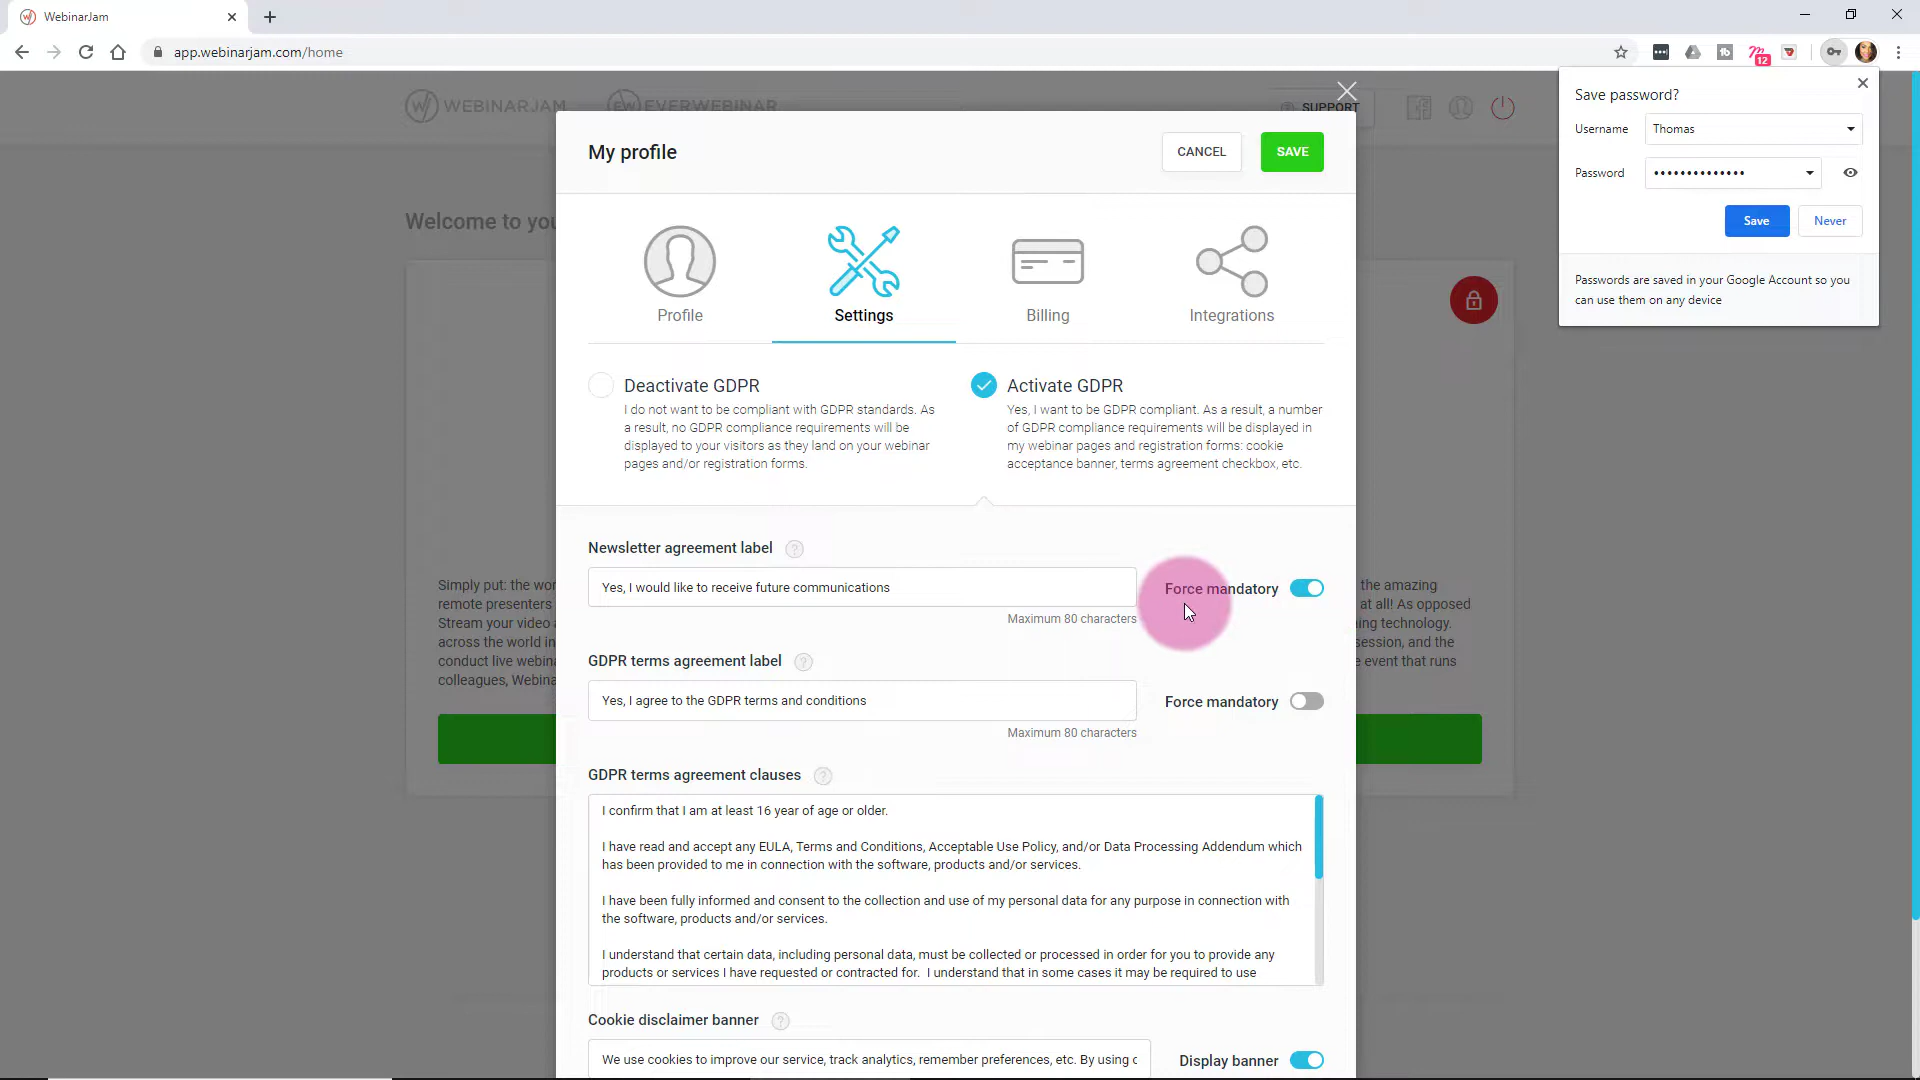 WebinarJam
app.webinarjam.com/home
12
WEBINARJAM
EVERWEBINAR
SUPPORT
Save password?
Username
Thomas
Password
••••••••••••••
Save
Never
Passwords are saved in your Google Account so you
can use them on any device
My profile
CANCEL
SAVE
Welcome to you
Profile
Settings
Billing
Integrations
Deactivate GDPR
I do not want to be compliant with GDPR standards. As
a result, no GDPR compliance requirements will be
displayed to your visitors as they land on your webinar
pages and/or registration forms.
Activate GDPR
Yes, I want to be GDPR compliant. As a result, a number
of GDPR compliance requirements will be displayed in
my webinar pages and registration forms: cookie
acceptance banner, terms agreement checkbox, etc.
Simply put: the wor
remote presenters
Stream your video
across the world in
conduct live webina
colleagues, Webina
the amazing
at all! As opposed
ing technology.
session, and the
e event that runs
Newsletter agreement label ?
Yes, I would like to receive future communications
Force mandatory
Maximum 80 characters
GDPR terms agreement label ?
Yes, I agree to the GDPR terms and conditions
Force mandatory
Maximum 80 characters
GDPR terms agreement clauses ?
I confirm that I am at least 16 year of age or older.
I have read and accept any EULA, Terms and Conditions, Acceptable Use Policy, and/or Data Processing Addendum which
has been provided to me in connection with the software, products and/or services.
I have been fully informed and consent to the collection and use of my personal data for any purpose in connection with
the software, products and/or services.
I understand that certain data, including personal data, must be collected or processed in order for you to provide any
products or services I have requested or contracted for. I understand that in some cases it may be required to use
Cookie disclaimer banner ?
We use cookies to improve our service, track analytics, remember preferences, etc. By using c
Display banner